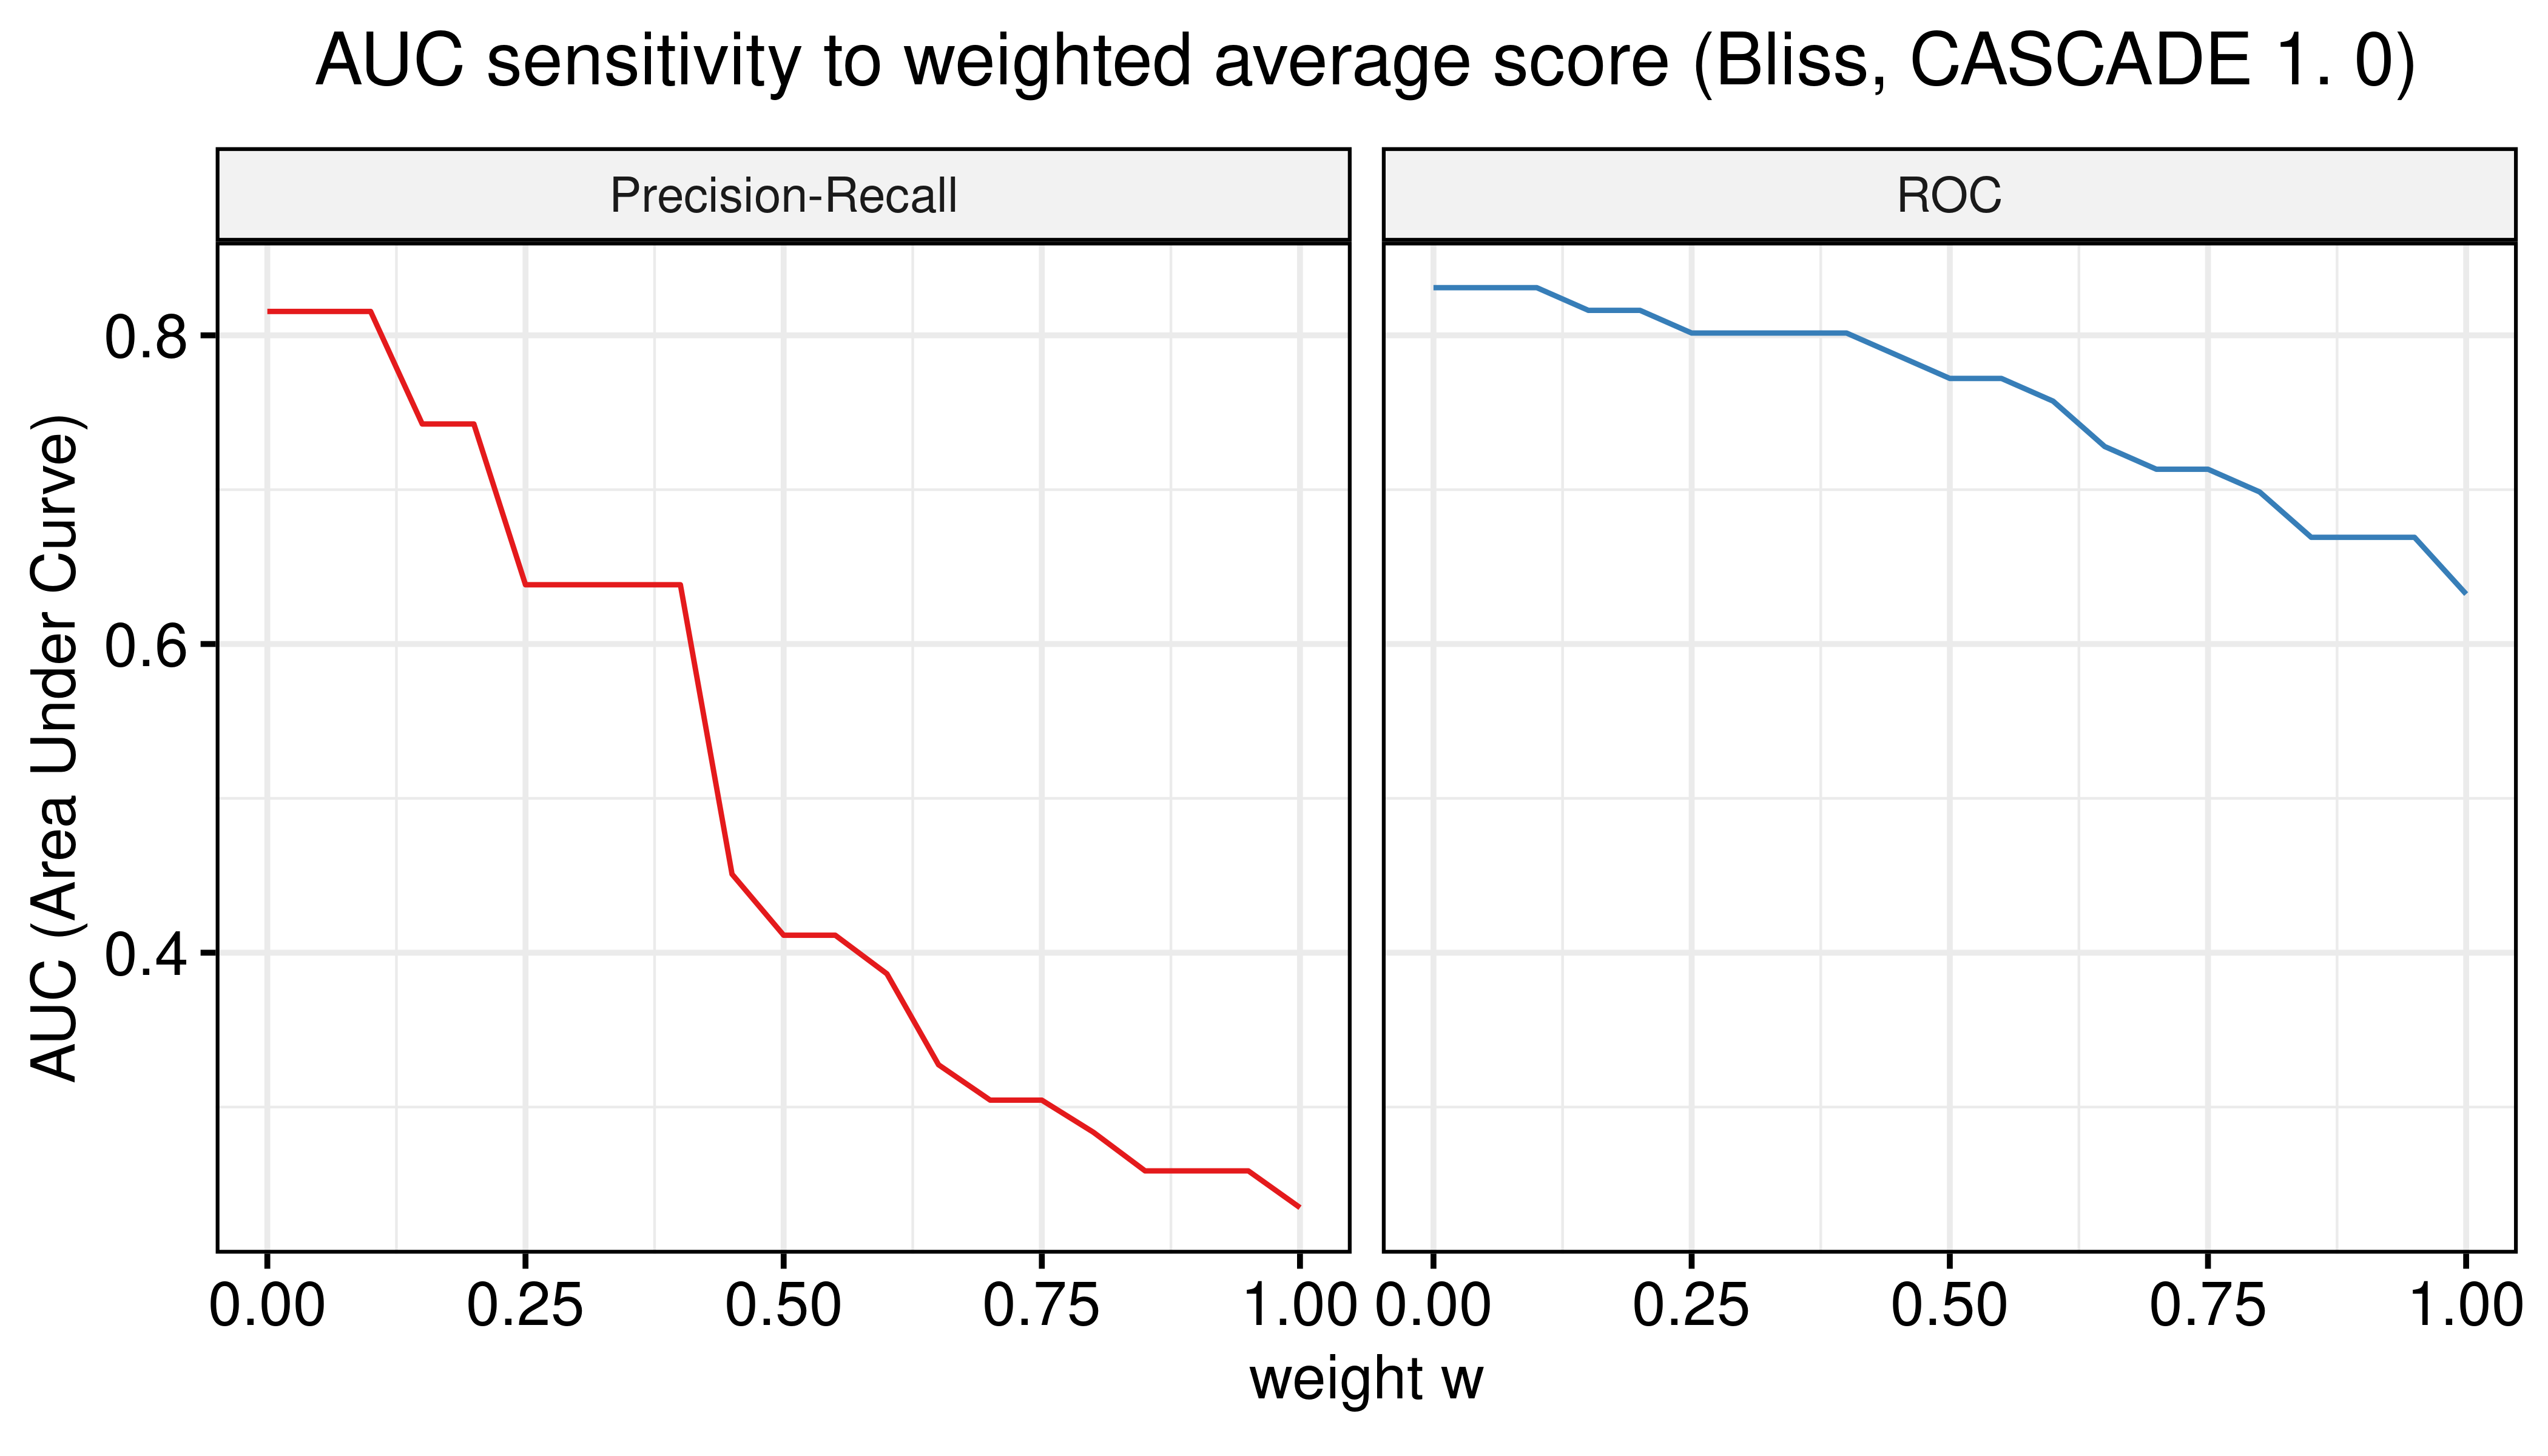 AUC sensitivity to weighted average score (Bliss, CASCADE 1. 0)
Precision-Recall
ROC
AUC (Area Under Curve)
0.8
0.6
0.4
0.00 0.25 0.50 0.75 1.00 0.00 0.25 0.50 0.75 1.00
weight w